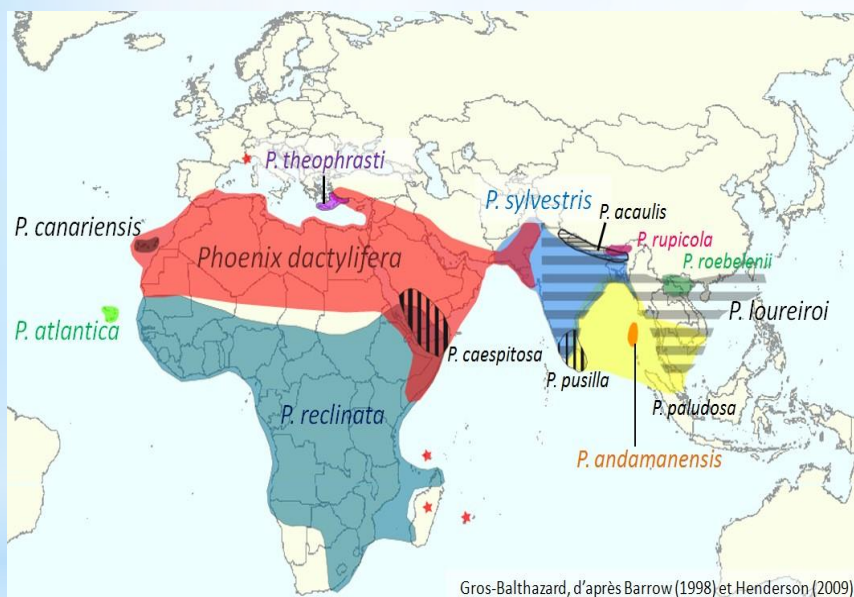 P. theophrasti
P. sylvestris
P. acaulis
P. canariensis
P. rupicola
Phoenix dactylifera
P. roebelenii
P. loureiroi
P. atlantica
P. caespitosa
P. pusilla
P. reclinata
P. paludosa
P. andamanensis
Gros-Balthazard, d'après Barrow (1998) et Henderson (2009)